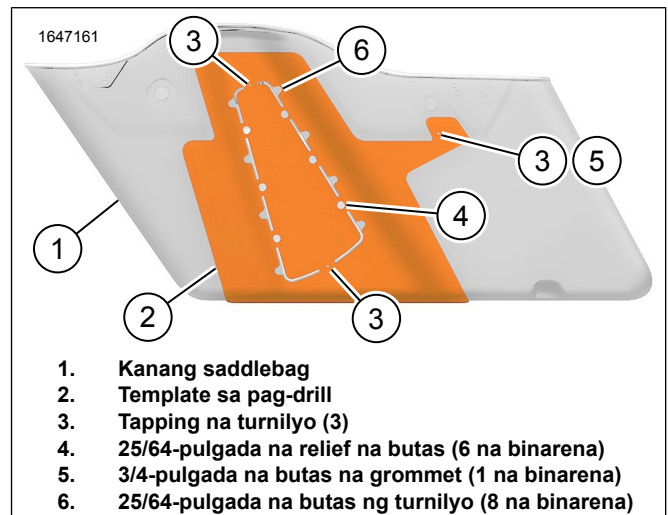 1647161
3
6
3
5
4
1
2
3
1. Kanang saddlebag
2. Template sa pag-drill
3. Tapping na turnilyo (3)
4. 25/64-pulgada na relief na butas (6 na binarena)
5. 3/4-pulgada na butas na grommet (1 na binarena)
6. 25/64-pulgada na butas ng turnilyo (8 na binarena)